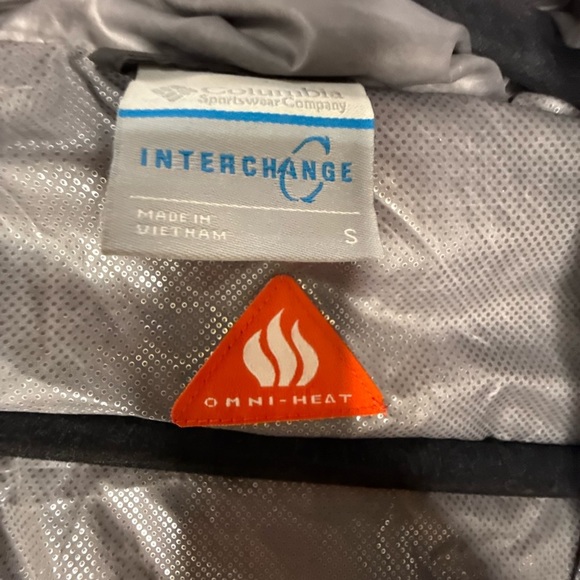 Columbia
Sportswear Company
INTERCHANGE
MADE IN
VIETNAM
S
OMNI-HEAT